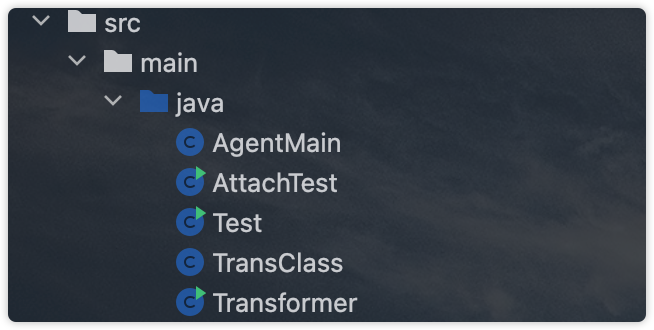 src
main
java
C AgentMain
C AttachTest
C Test
C TransClass
C Transformer